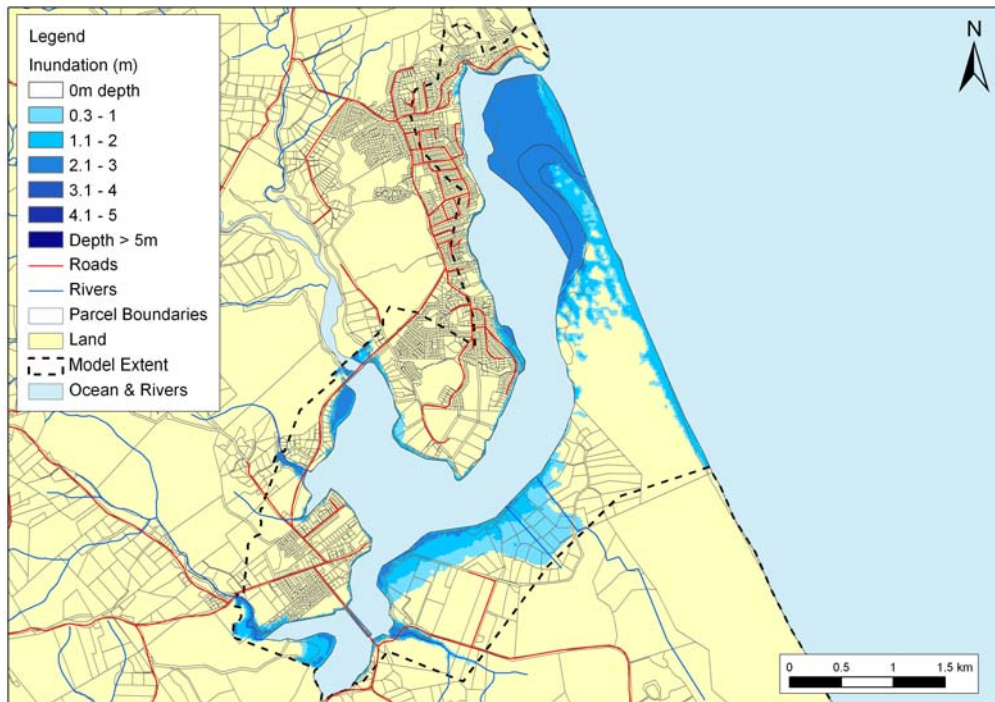 Legend
Inundation (m)
0m depth
0.3 - 1
1.1 - 2
2.1 - 3
3.1 - 4
4.1 - 5
Depth > 5m
Roads
Rivers
Parcel Boundaries
Land
Model Extent
Ocean & Rivers
N
0 0.5 1 1.5 km